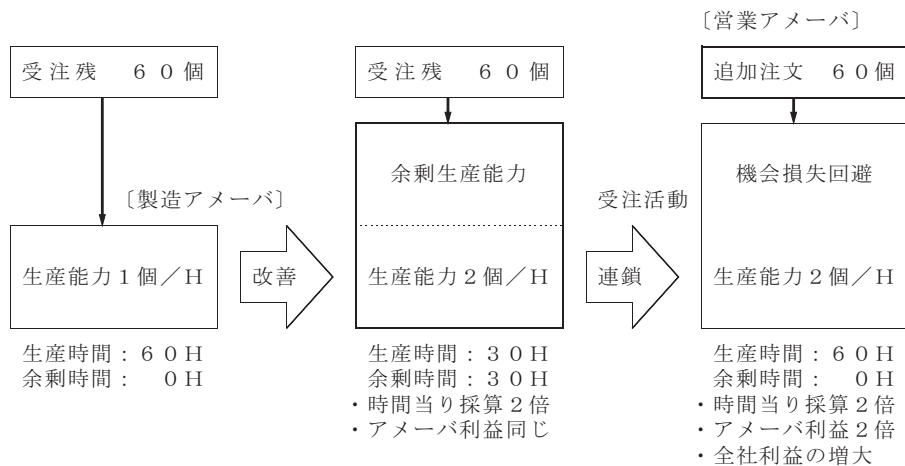 〔営業アメーバ〕
受注残　６０個
受注残　６０個
追加注文　６０個
余剰生産能力
機会損失回避
〔製造アメーバ〕
受注活動
生産能力１個／Ｈ
改善
生産能力２個／Ｈ
連鎖
生産能力２個／Ｈ
生産時間：６０Ｈ
余剰時間：　０Ｈ
生産時間：３０Ｈ
余剰時間：３０Ｈ
・時間当り採算２倍
・アメーバ利益同じ
生産時間：６０Ｈ
余剰時間：　０Ｈ
・時間当り採算２倍
・アメーバ利益２倍
・全社利益の増大